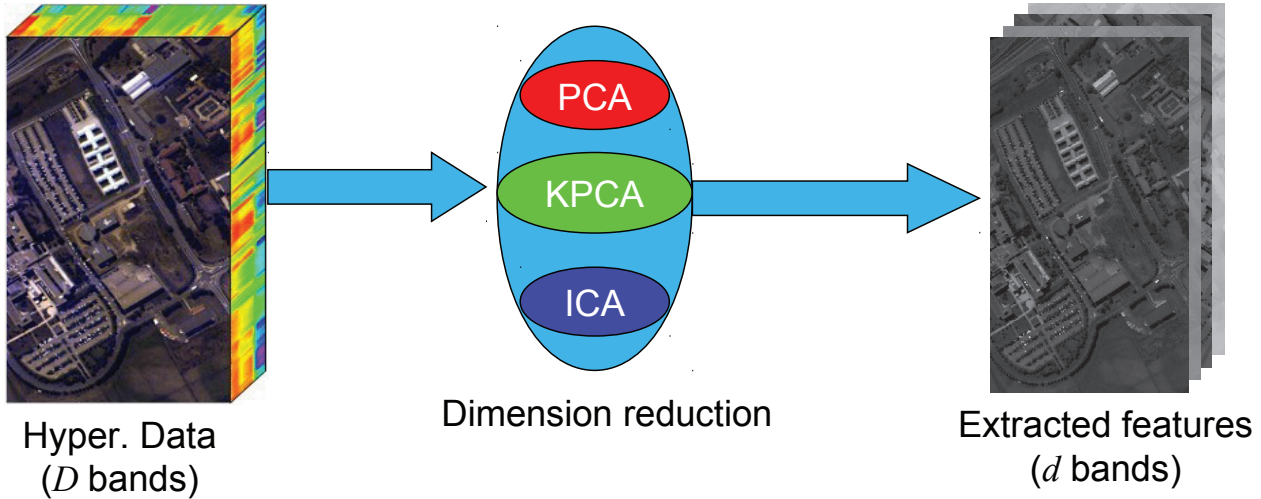 PCA
KPCA
ICA
Hyper. Data
(D bands)
Dimension reduction
Extracted features
(d bands)